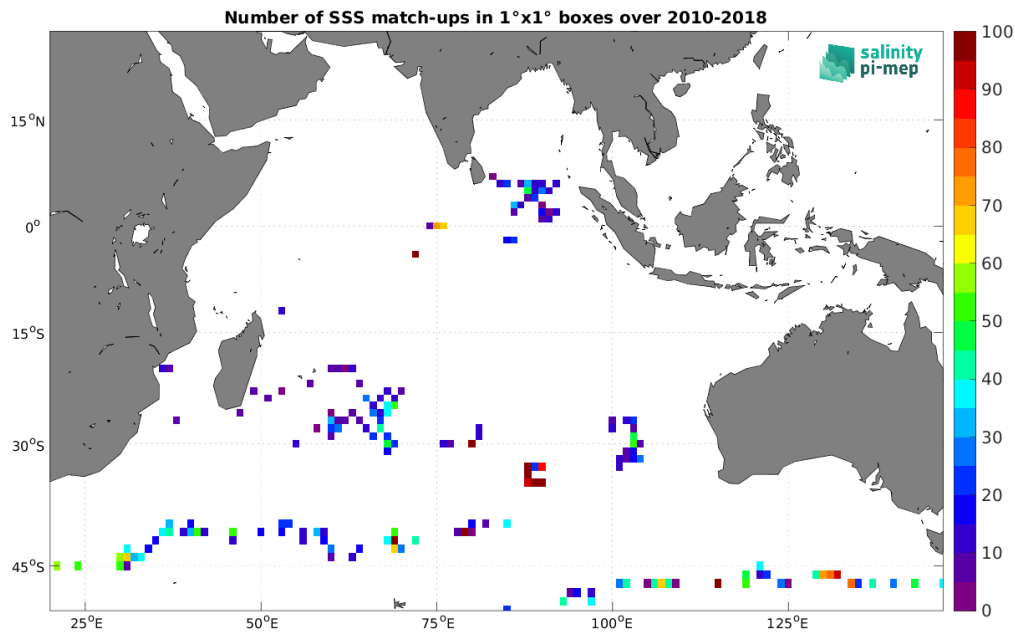 Number of SSS match-ups in 1°x1° boxes over 2010-2018
salinity
pi-mep
15°N
0°
15°S
30°S
45°S
25°E
50°E
75°E
100°E
125°E
100
90
80
70
60
50
40
30
20
10
0